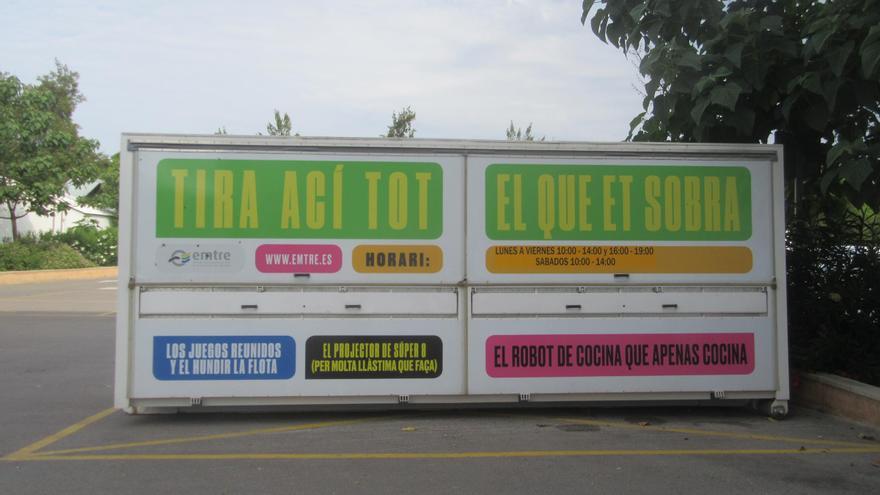 TIRA ACÍ TOT
EL QUE ET SOBRA
emtre
WWW.EMTRE.ES
HORARI:
LUNES A VIERNES 10:00 - 14:00 y 16:00 - 19:00
SABADOS 10:00 - 14:00
LOS JUEGOS REUNIDOS
Y EL HUNDIR LA FLOTA
EL PROJECTOR DE SÚPER 8
(PER MOLTA LLÀSTIMA QUE FAÇA)
EL ROBOT DE COCINA QUE APENAS COCINA